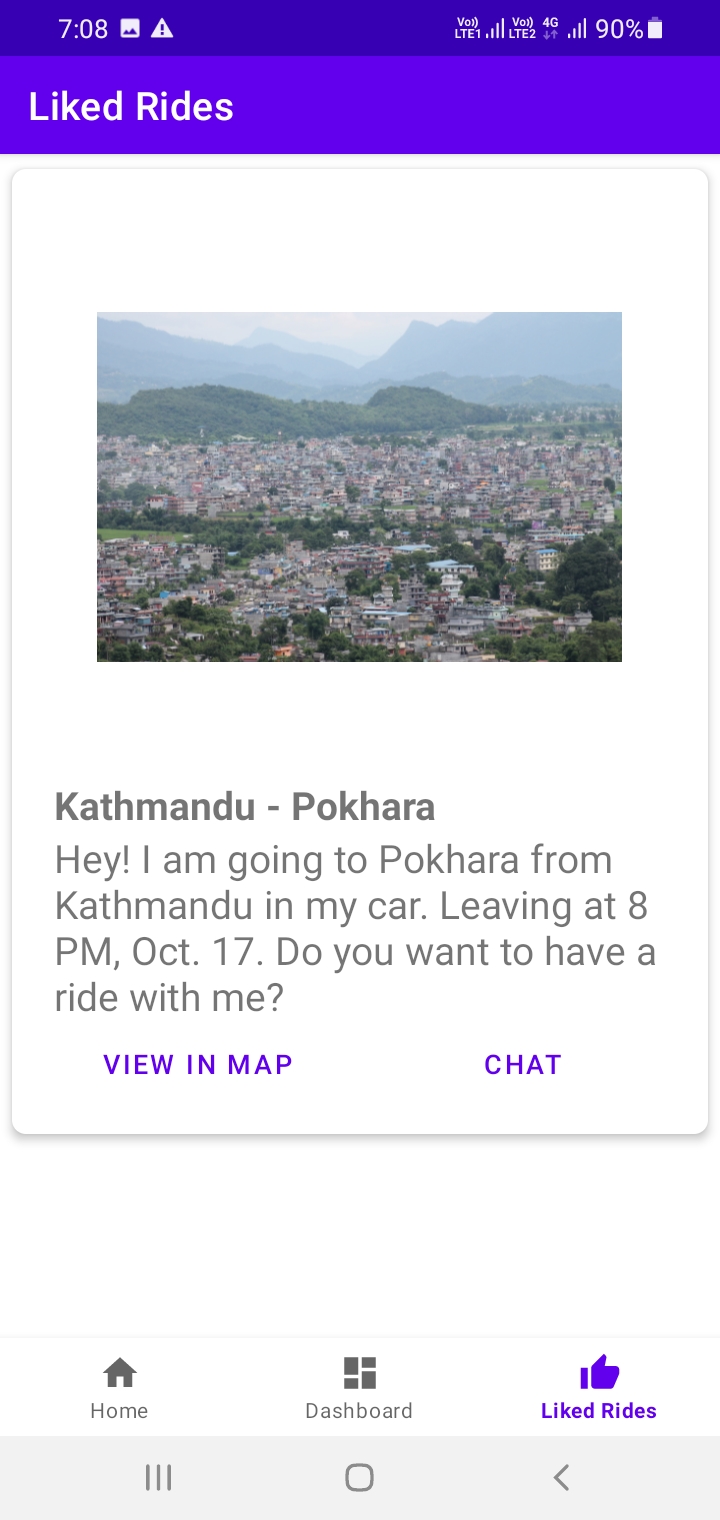 7:08 Vo)) LTE1 Vo)) LTE2 4G 90%
Liked Rides
Kathmandu - Pokhara
Hey! I am going to Pokhara from
Kathmandu in my car. Leaving at 8
PM, Oct. 17. Do you want to have a
ride with me?
VIEW IN MAP CHAT
Home Dashboard Liked Rides